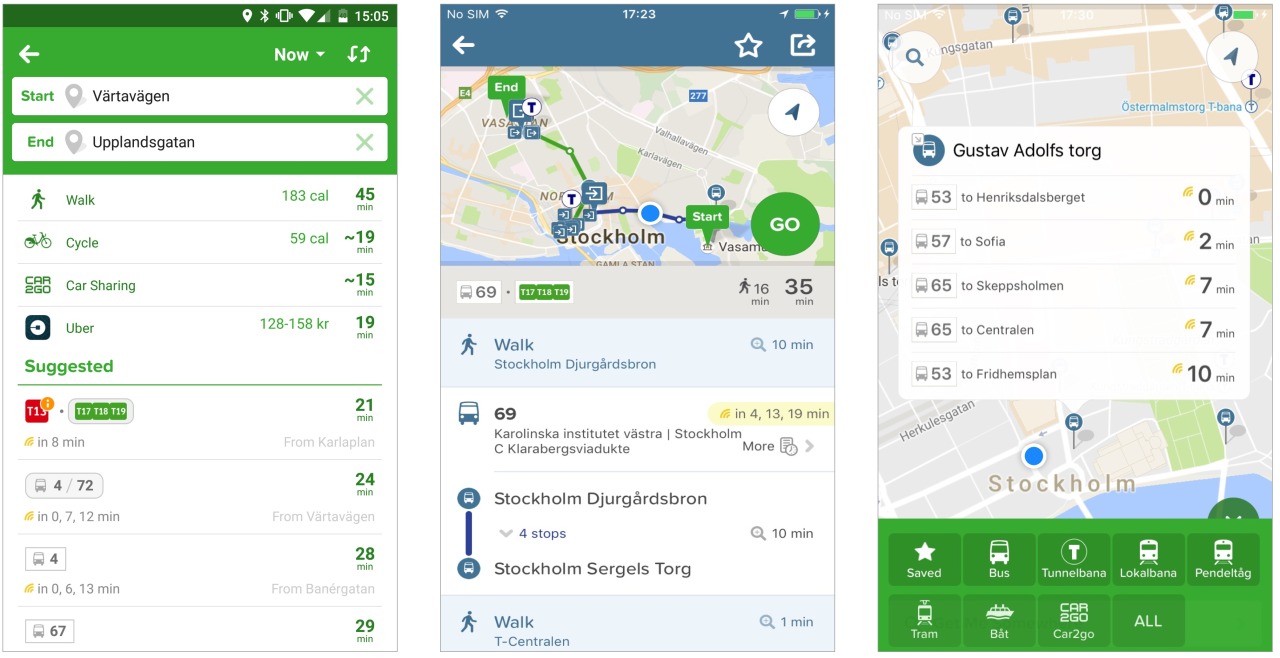 15:05
Now
Start Värtavägen
End Upplandsgatan
Walk 183 cal 45 min
Cycle 59 cal ~19 min
CAR2GO Car Sharing ~15 min
Uber 128-158 kr 19 min
Suggested
T13 • T17 T18 T19 21 min
in 8 min From Karlaplan
4 / 72 24 min
in 0, 7, 12 min From Värtavägen
4 28 min
in 0, 6, 13 min From Banérgatan
67 29 min
No SIM 17:23
End
E4
T
277
VASASTAN
Valhallavägen
Karlavägen
T
Start
GO
Stockholm
GAMLA STAN
69 • T17 T18 T19 16 min 35 min
Walk 10 min
Stockholm Djurgårdsbron
69 in 4, 13, 19 min
Karolinska institutet västra | Stockholm
C Klarabergsviadukte
More
Stockholm Djurgårdsbron
4 stops 10 min
Stockholm Sergels Torg
Walk 1 min
T-Centralen
No SIM 17:30
Kungsgatan
Östermalmstorg T-bana
Gustav Adolfs torg
53 to Henriksdalsberget 0 min
57 to Sofia 2 min
65 to Skeppsholmen 7 min
65 to Centralen 7 min
53 to Fridhemsplan 10 min
Herkulesgatan
Stockholm
Saved
Bus
T
Tunnelbana
Lokalbana
Pendeltåg
Tram
Båt
CAR2GO
Car2go
ALL